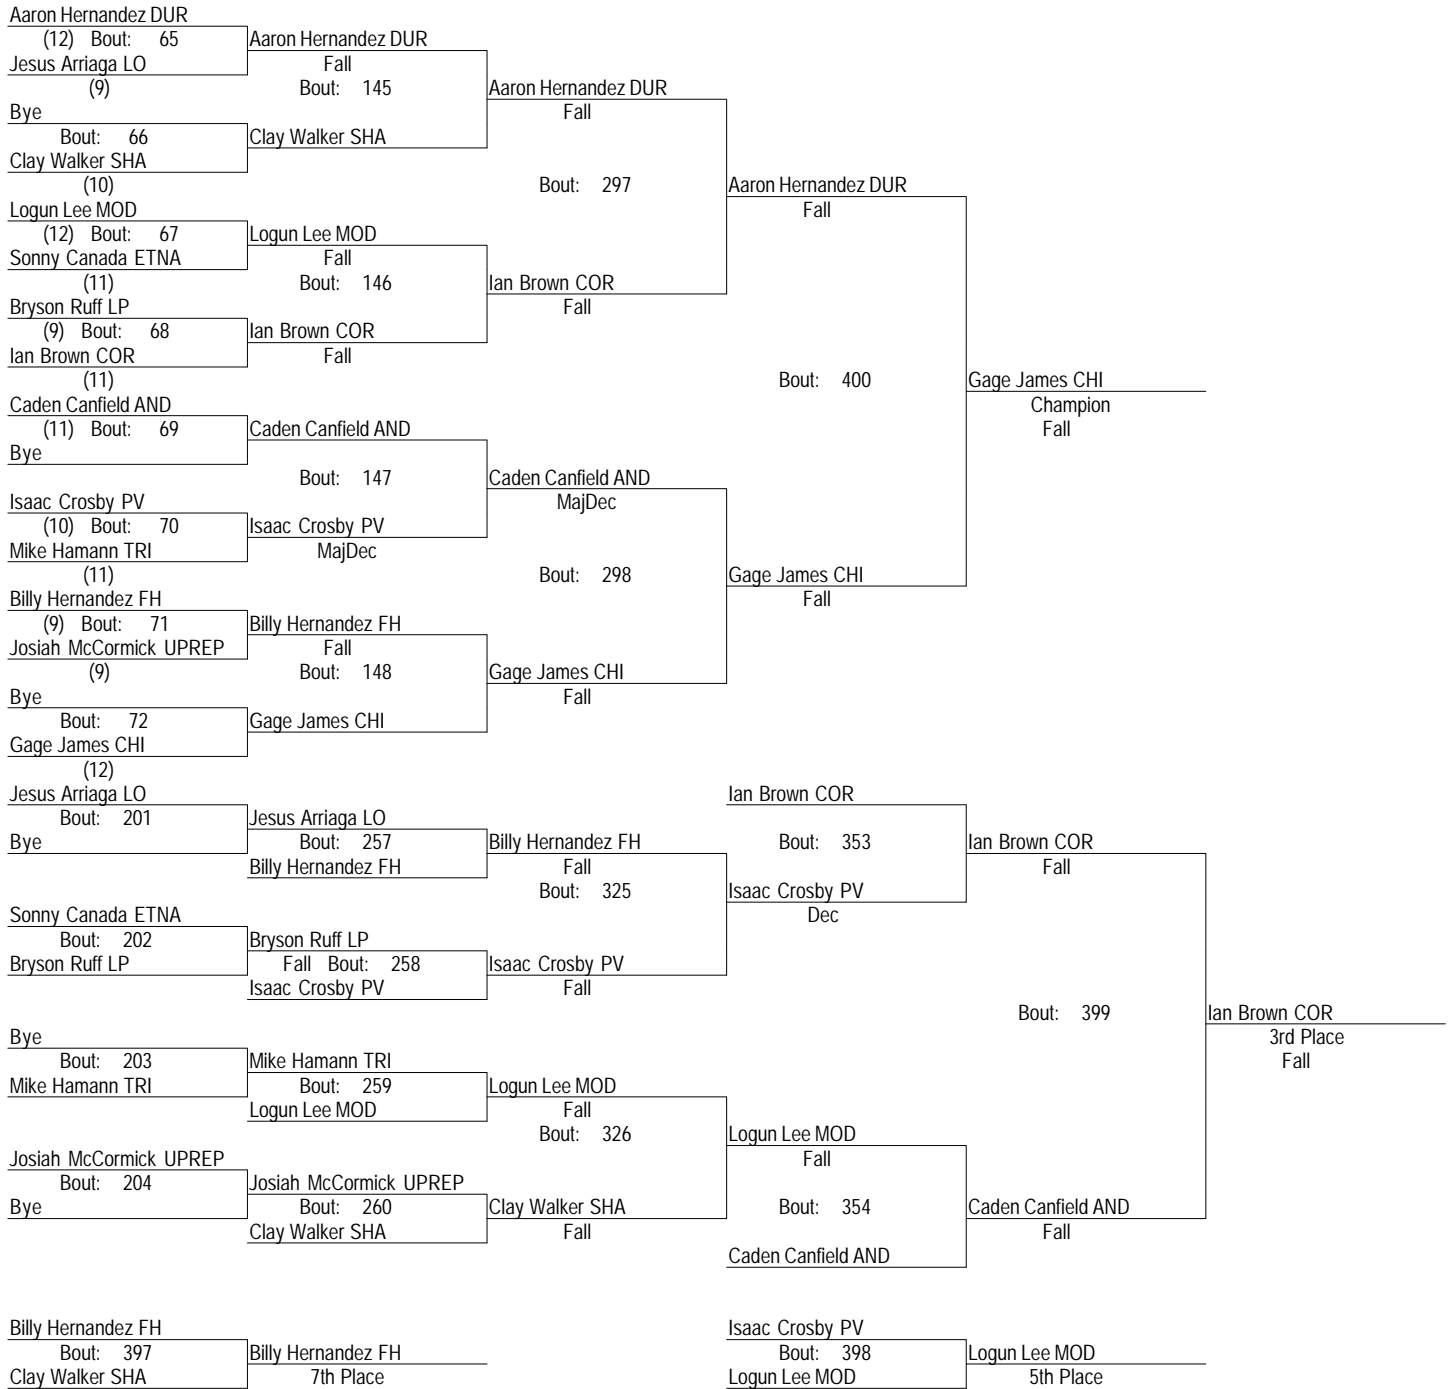 Aaron Hernandez DUR
(12) Bout: 65 Aaron Hernandez DUR
Jesus Arriaga LO Fall
(9) Bout: 145 Aaron Hernandez DUR
Bye Fall
Bout: 66 Clay Walker SHA
Clay Walker SHA
(10) Bout: 297 Aaron Hernandez DUR
Logun Lee MOD Fall
(12) Bout: 67 Logun Lee MOD
Sonny Canada ETNA Fall
(11) Bout: 146 Ian Brown COR
Bryson Ruff LP Fall
(9) Bout: 68 Ian Brown COR
Ian Brown COR Fall
(11) Bout: 400 Gage James CHI
Caden Canfield AND Champion
(11) Bout: 69 Caden Canfield AND Fall
Bye
Bout: 147 Caden Canfield AND
Isaac Crosby PV MajDec
(10) Bout: 70 Isaac Crosby PV
Mike Hamann TRI MajDec
(11) Bout: 298 Gage James CHI
Billy Hernandez FH Fall
(9) Bout: 71 Billy Hernandez FH
Josiah McCormick UPREP Fall
(9) Bout: 148 Gage James CHI
Bye Fall
Bout: 72 Gage James CHI
Gage James CHI
(12)
Jesus Arriaga LO Ian Brown COR
Bout: 201 Jesus Arriaga LO
Bye Bout: 257 Billy Hernandez FH Bout: 353 Ian Brown COR
Billy Hernandez FH Fall Fall
Bout: 325 Isaac Crosby PV
Sonny Canada ETNA Dec
Bout: 202 Bryson Ruff LP
Bryson Ruff LP Fall Bout: 258 Isaac Crosby PV
Isaac Crosby PV Fall
Bout: 399 Ian Brown COR
Bye 3rd Place
Bout: 203 Mike Hamann TRI Fall
Mike Hamann TRI Bout: 259 Logun Lee MOD
Logun Lee MOD Fall
Bout: 326 Logun Lee MOD
Josiah McCormick UPREP Fall
Bout: 204 Josiah McCormick UPREP
Bye Bout: 260 Clay Walker SHA Bout: 354 Caden Canfield AND
Clay Walker SHA Fall Fall
Caden Canfield AND
Billy Hernandez FH Isaac Crosby PV
Bout: 397 Billy Hernandez FH Bout: 398 Logun Lee MOD
Clay Walker SHA 7th Place Logun Lee MOD 5th Place